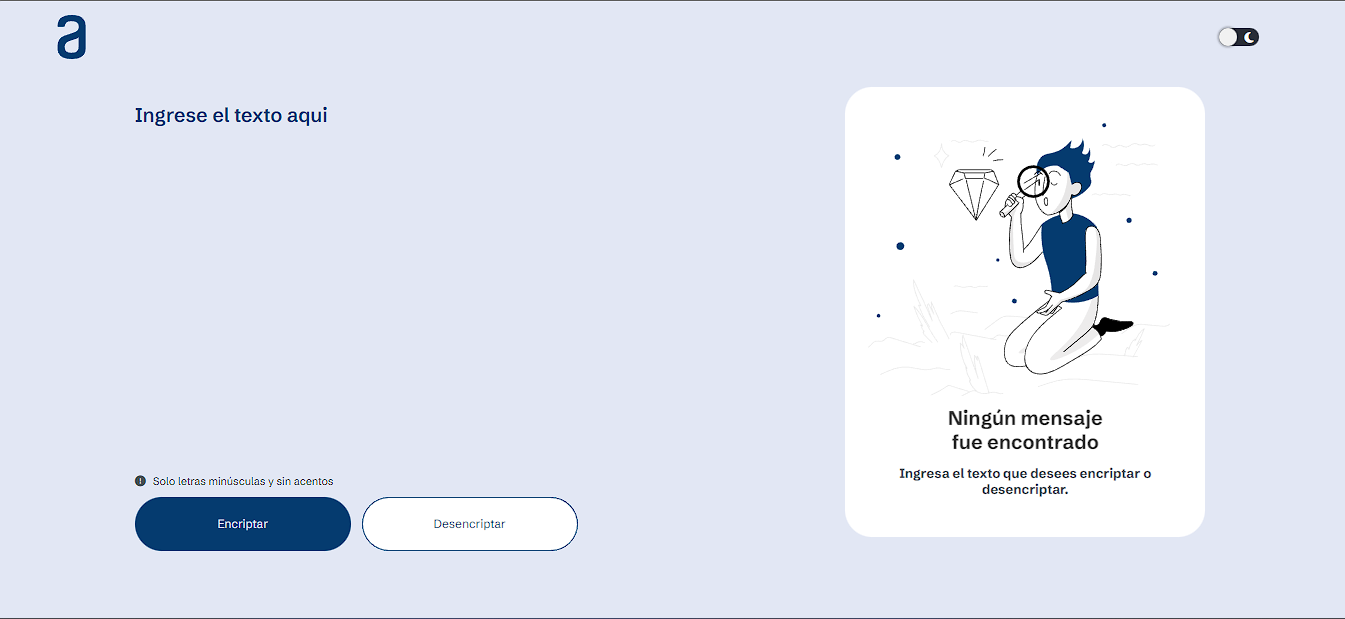 a
Ingrese el texto aqui
Solo letras minúsculas y sin acentos
Encriptar
Desencriptar
Ningún mensaje
fue encontrado
Ingresa el texto que desees encriptar o
desencriptar.